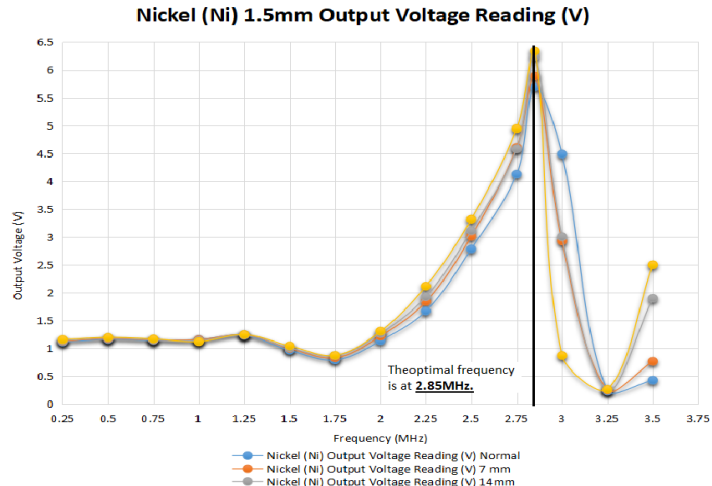 Nickel (Ni) 1.5mm Output Voltage Reading (V)
6.5
6
5.5
5
4.5
4
3.5
3
2.5
2
1.5
1
0.5
0
Output Voltage (V)
Theoptimal frequency
is at 2.85MHz.
0.25 0.5 0.75 1 1.25 1.5 1.75 2 2.25 2.5 2.75 3 3.25 3.5 3.75
Frequency (MHz)
Nickel (Ni) Output Voltage Reading (V) Normal
Nickel (Ni) Output Voltage Reading (V) 7 mm
Nickel (Ni) Output Voltage Reading (V) 14mm